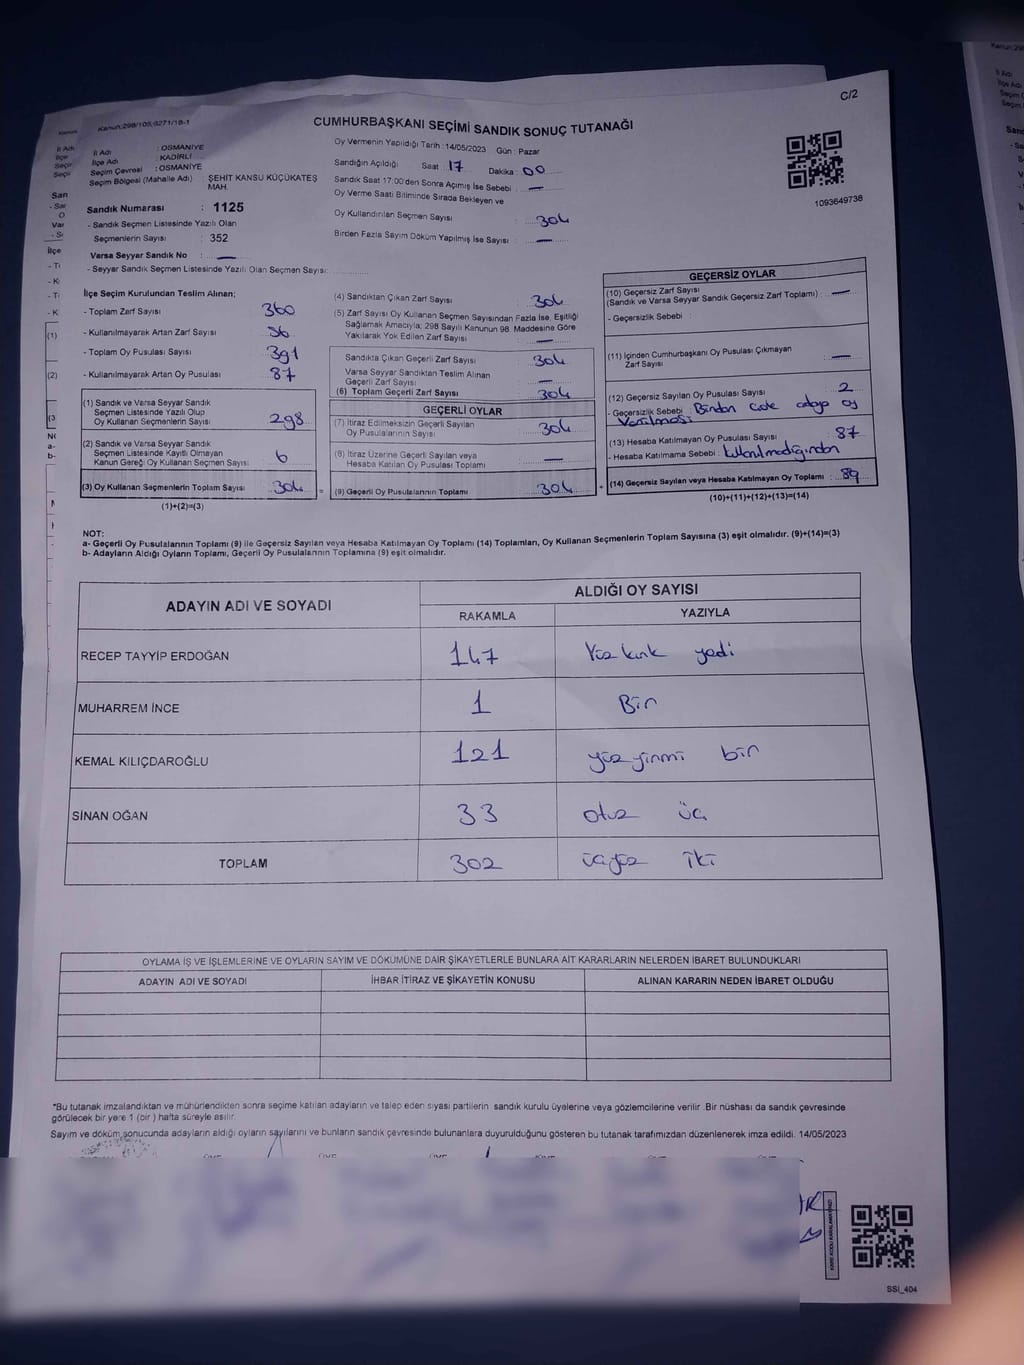 C/2
Kanun:298/105,6271/18-1
CUMHURBAŞKANI SEÇİMİ SANDIK SONUÇ TUTANAĞI
İl Adı : OSMANİYE
İlçe Adı : KADİRLİ
Seçim Çevresi : OSMANİYE
Seçim Bölgesi (Mahalle Adı) ŞEHİT KANSU KÜÇÜKATEŞ
MAH.
Sandık Numarası : 1125
- Sandık Seçmen Listesinde Yazılı Olan
Seçmenlerin Sayısı : 352
Varsa Seyyar Sandık No : —
- Seyyar Sandık Seçmen Listesinde Yazılı Olan Seçmen Sayısı:
Oy Vermenin Yapıldığı Tarih : 14/05/2023 Gün : Pazar
Sandığın Açıldığı Saat 17 Dakika 00
Sandık Saat 17:00'den Sonra Açımış İse Sebebi : —
Oy Verme Saati Bitiminde Sırada Bekleyen ve
Oy Kullandırılan Seçmen Sayısı : 304
Birden Fazla Sayım Döküm Yapılmış İse Sayısı : —
1093649738
İlçe Seçim Kurulundan Teslim Alınan;
- Toplam Zarf Sayısı : 360
- Kullanılmayarak Artan Zarf Sayısı : 56
- Toplam Oy Pusulası Sayısı : 391
- Kullanılmayarak Artan Oy Pusulası : 87
(1) Sandık ve Varsa Seyyar Sandık
Seçmen Listesinde Yazılı Olup
Oy Kullanan Seçmenlerin Sayısı : 298
(2) Sandık ve Varsa Seyyar Sandık
Seçmen Listesinde Kayıtlı Olmayan
Kanun Gereği Oy Kullanan Seçmen Sayısı : 6
(3) Oy Kullanan Seçmenlerin Toplam Sayısı : 304
(1)+(2)=(3)
(4) Sandıktan Çıkan Zarf Sayısı : 304
(5) Zarf Sayısı Oy Kullanan Seçmen Sayısından Fazla İse, Eşitliği
Sağlamak Amacıyla; 298 Sayılı Kanunun 98. Maddesine Göre
Yakılarak Yok Edilen Zarf Sayısı : —
Sandıkta Çıkan Geçerli Zarf Sayısı : 304
Varsa Seyyar Sandıktan Teslim Alınan
Geçerli Zarf Sayısı : —
(6) Toplam Geçerli Zarf Sayısı : 304
GEÇERLİ OYLAR
(7) İtiraz Edilmeksizin Geçerli Sayılan
Oy Pusulalarının Sayısı : 304
(8) İtiraz Üzerine Geçerli Sayılan veya
Hesaba Katılan Oy Pusulası Toplamı : —
= (9) Geçerli Oy Pusulalarının Toplamı : 304
GEÇERSİZ OYLAR
(10) Geçersiz Zarf Sayısı
(Sandık ve Varsa Seyyar Sandık Geçersiz Zarf Toplamı) : —
- Geçersizlik Sebebi :
(11) İçinden Cumhurbaşkanı Oy Pusulası Çıkmayan
Zarf Sayısı : —
(12) Geçersiz Sayılan Oy Pusulası Sayısı : 2
- Geçersizlik Sebebi : Birden çok adaya oy
Verilmesi
(13) Hesaba Katılmayan Oy Pusulası Sayısı : 87
- Hesaba Katılmama Sebebi : kullanılmadığından
+ (14) Geçersiz Sayılan veya Hesaba Katılmayan Oy Toplamı : 89
(10)+(11)+(12)+(13)=(14)
NOT:
a- Geçerli Oy Pusulalarının Toplamı (9) ile Geçersiz Sayılan veya Hesaba Katılmayan Oy Toplamı (14) Toplamları, Oy Kullanan Seçmenlerin Toplam Sayısına (3) eşit olmalıdır. (9)+(14)=(3)
b- Adayların Aldığı Oyların Toplamı, Geçerli Oy Pusulalarının Toplamına (9) eşit olmalıdır.
ADAYIN ADI VE SOYADI ALDIĞI OY SAYISI
RAKAMLA YAZIYLA
RECEP TAYYİP ERDOĞAN 147 Yüz kırk yedi
MUHARREM İNCE 1 Bir
KEMAL KILIÇDAROĞLU 121 yüz yirmi bir
SİNAN OĞAN 33 otuz üç
TOPLAM 302 üçyüz İki
OYLAMA İŞ VE İŞLEMLERİNE VE OYLARIN SAYIM VE DÖKÜMÜNE DAİR ŞİKAYETLERLE BUNLARA AİT KARARLARIN NELERDEN İBARET BULUNDUKLARI
ADAYIN ADI VE SOYADI İHBAR İTİRAZ VE ŞİKAYETİN KONUSU ALINAN KARARIN NEDEN İBARET OLDUĞU
*Bu tutanak imzalandıktan ve mühürlendikten sonra seçime katılan adayların ve talep eden siyasi partilerin sandık kurulu üyelerine veya gözlemcilerine verilir .Bir nüshası da sandık çevresinde
görülecek bir yere 1 (bir ) hafta süreyle asılır.
Sayım ve döküm sonucunda adayların aldığı oyların sayılarını ve bunların sandık çevresinde bulunanlara duyurulduğunu gösteren bu tutanak tarafımızdan düzenlenerek imza edildi. 14/05/2023
SSİ_404